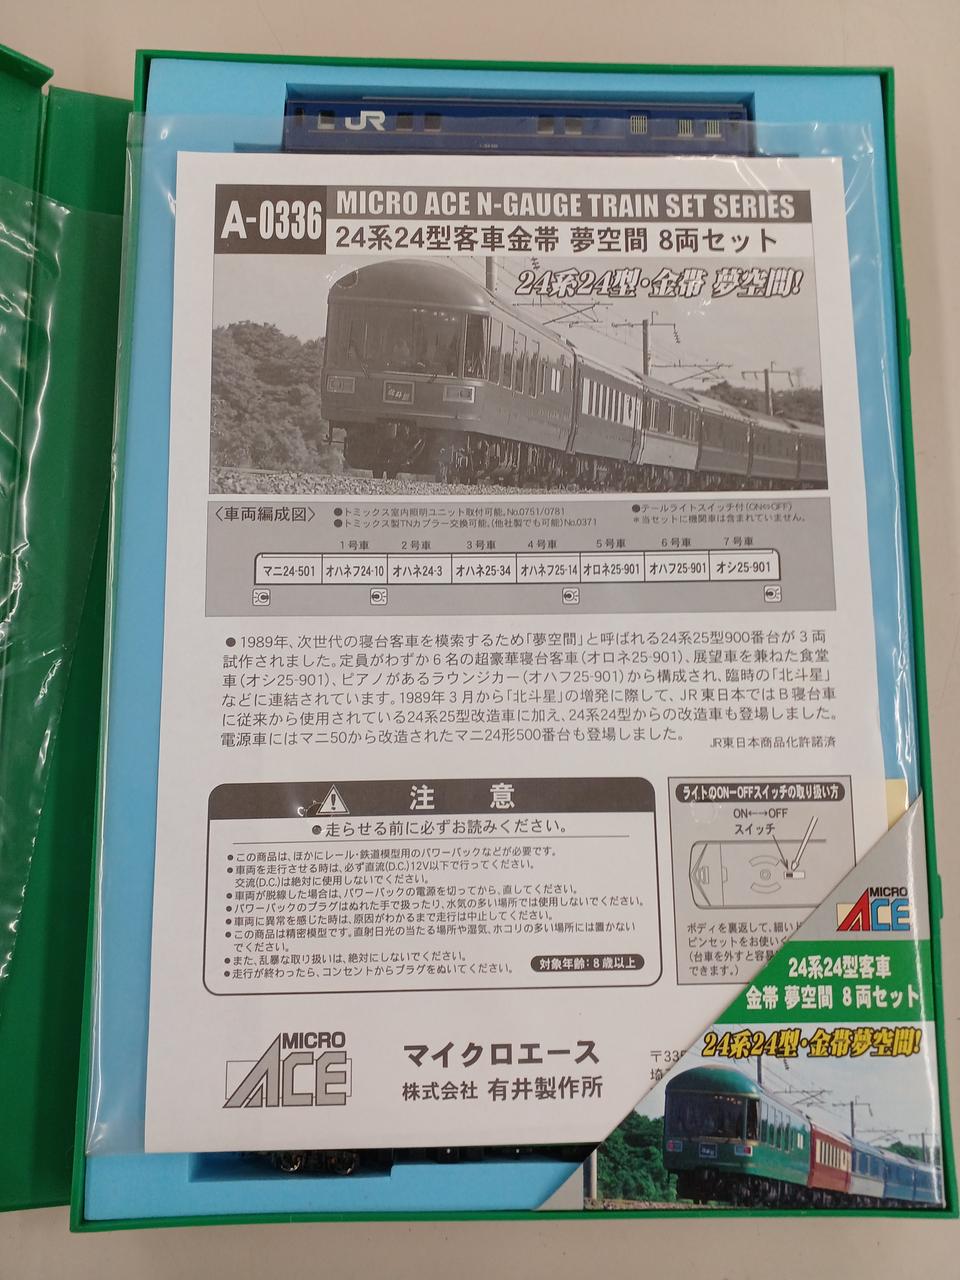 JR
A-0336
MICRO ACE N-GAUGE TRAIN SET SERIES
24系24型客車金帯 夢空間 8両セット
24系24型・金帯 夢空間!
〈車両編成図〉
●トミックス室内照明ユニット取付可能。No.0751/0781
●トミックス製TNカプラー交換可能。(他社製でも可能)No.0371
●テールライトスイッチ付(ON⇔OFF)
＊当セットに機関車は含まれていません。
1号車 2号車 3号車 4号車 5号車 6号車 7号車
マニ24-501 オハネフ24-10 オハネ24-3 オハネ25-34 オハネフ25-14 オロネ25-901 オハフ25-901 オシ25-901
●1989年、次世代の寝台客車を模索するため「夢空間」と呼ばれる24系25型900番台が3両
試作されました。定員がわずか6名の超豪華寝台客車(オロネ25-901)、展望車を兼ねた食堂
車(オシ25-901)、ピアノがあるラウンジカー(オハフ25-901)から構成され、臨時の「北斗星」
などに連結されています。1989年3月から「北斗星」の増発に際して、JR東日本ではB寝台車
に従来から使用されている24系25型改造車に加え、24系24型からの改造車も登場しました。
電源車にはマニ50から改造されたマニ24形500番台も登場しました。
JR東日本商品化許諾済
注 意
●走らせる前に必ずお読みください。
●この商品は、ほかにレール・鉄道模型用のパワーパックなどが必要です。
●車両を走行させる時は、必ず直流(D.C.)12V以下で行ってください。
交流(D.C.)は絶対に使用しないでください。
●車両が脱線した場合は、パワーパックの電源を切ってから、直してください。
●パワーパックのプラグはぬれた手で扱ったり、水気の多い場所では使用しないでください。
●車両に異常を感じた時は、原因がわかるまで走行は中止してください。
●この商品は精密模型です。直射日光の当たる場所や湿気、ホコリの多い場所には置かない
でください。
●また、乱暴な取り扱いは、絶対にしないでください。
●走行が終わったら、コンセントからプラグをぬいてください。
対象年齢:8歳以上
ライトのON-OFFスイッチの取り扱い方
ON←→OFF
スイッチ
ボディを裏返して、細い
ピンセットをお使い
(台車を外すと容易
できます。)
MICRO
ACE
マイクロエース
株式会社 有井製作所
〒335
埼
MICRO
ACE
24系24型客車
金帯 夢空間 8両セット
24系24型・金帯夢空間!